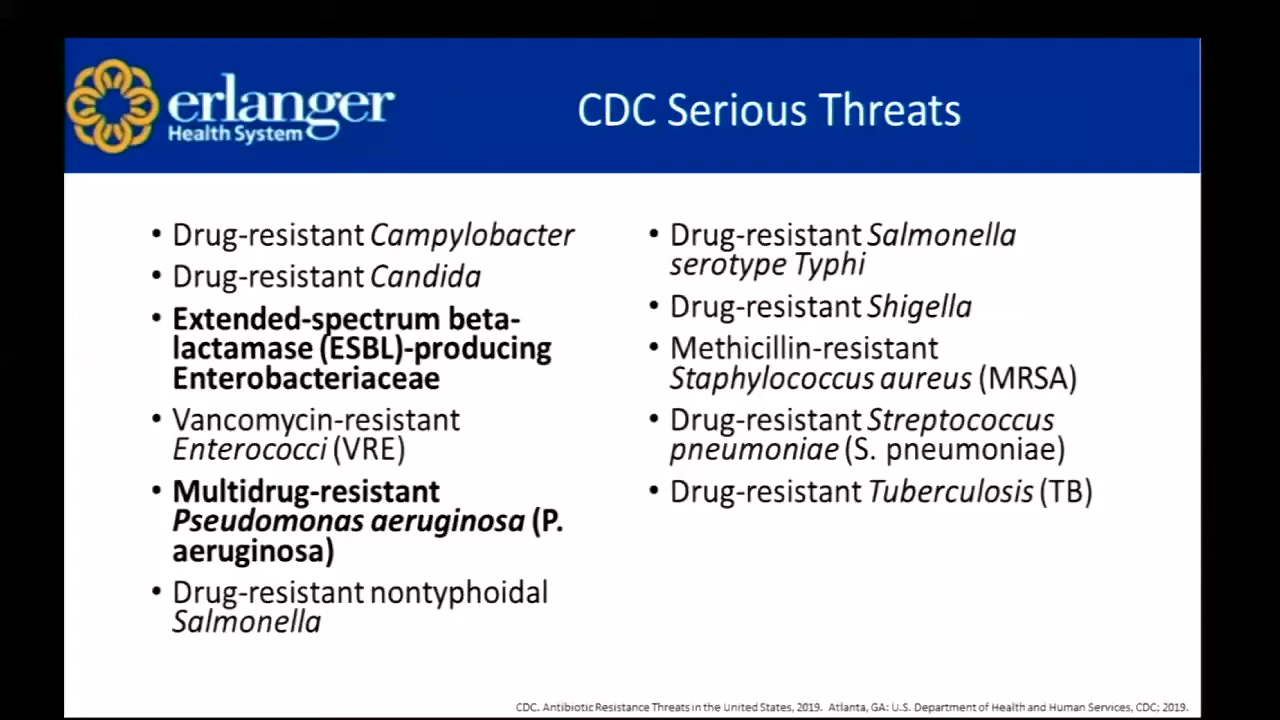 erlanger
Health System
CDC Serious Threats
• Drug-resistant Campylobacter
• Drug-resistant Candida
• Extended-spectrum beta-
lactamase (ESBL)-producing
Enterobacteriaceae
• Vancomycin-resistant
Enterococci (VRE)
• Multidrug-resistant
Pseudomonas aeruginosa (P.
aeruginosa)
• Drug-resistant nontyphoidal
Salmonella
• Drug-resistant Salmonella
serotype Typhi
• Drug-resistant Shigella
• Methicillin-resistant
Staphylococcus aureus (MRSA)
• Drug-resistant Streptococcus
pneumoniae (S. pneumoniae)
• Drug-resistant Tuberculosis (TB)
CDC. Antibiotic Resistance Threats in the United States, 2019. Atlanta, GA: U.S. Department of Health and Human Services, CDC; 2019.